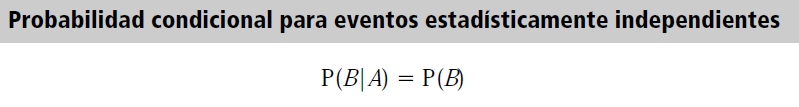 Probabilidad condicional para eventos estadísticamente independientes
P(B|A) = P(B)